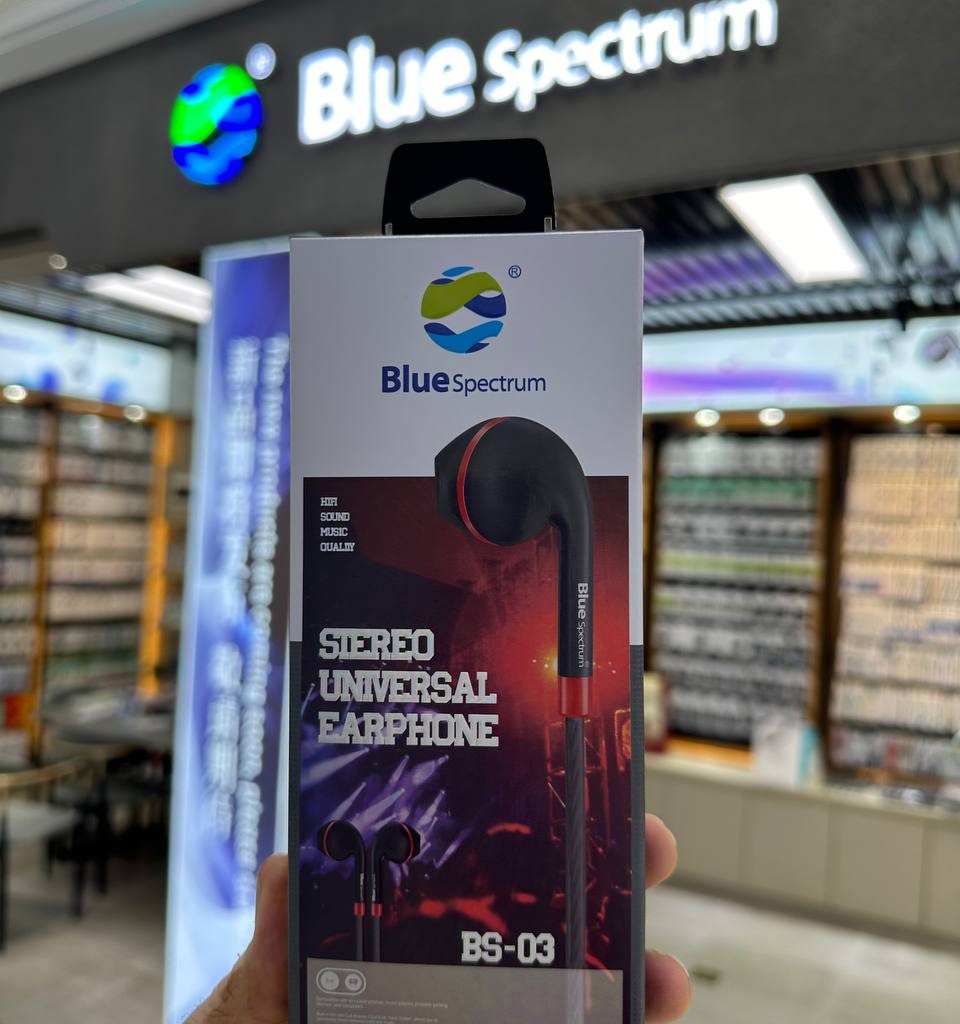 Blue Spectrum
®
Blue Spectrum
HIFI
SOUND
MUSIC
QUALITY
Blue Spectrum
STEREO
UNIVERSAL
EARPHONE
BS-03